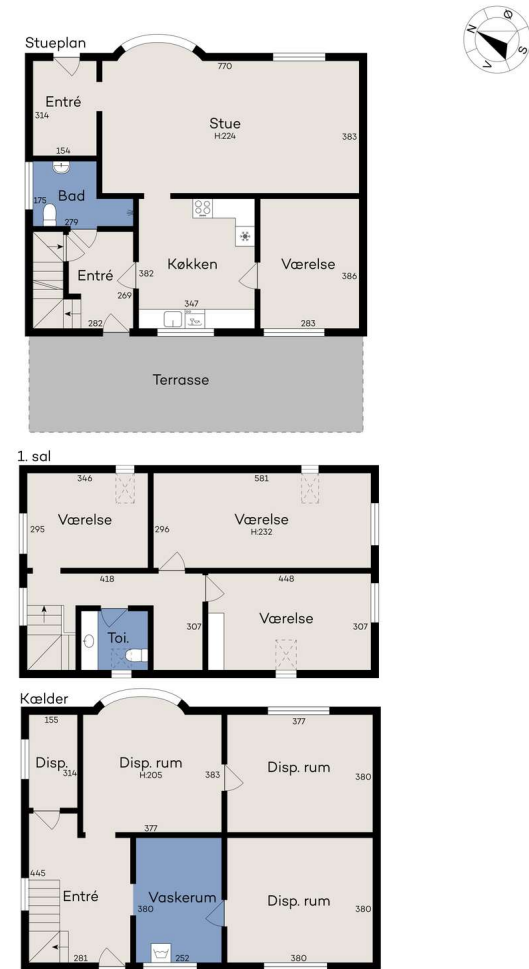 Stueplan
N
Ø
V
S
770
Entré
314
154
Stue
H:224
383
Bad
175
279
Entré
269
282
382
Køkken
347
Værelse
386
283
Terrasse
1. sal
346
581
Værelse
295
296
Værelse
H:232
418
448
Toi.
307
Værelse
307
Kælder
155
377
Disp.
314
Disp. rum
H:205
383
Disp. rum
380
377
445
Entré
380
Vaskerum
Disp. rum
380
281
252
380